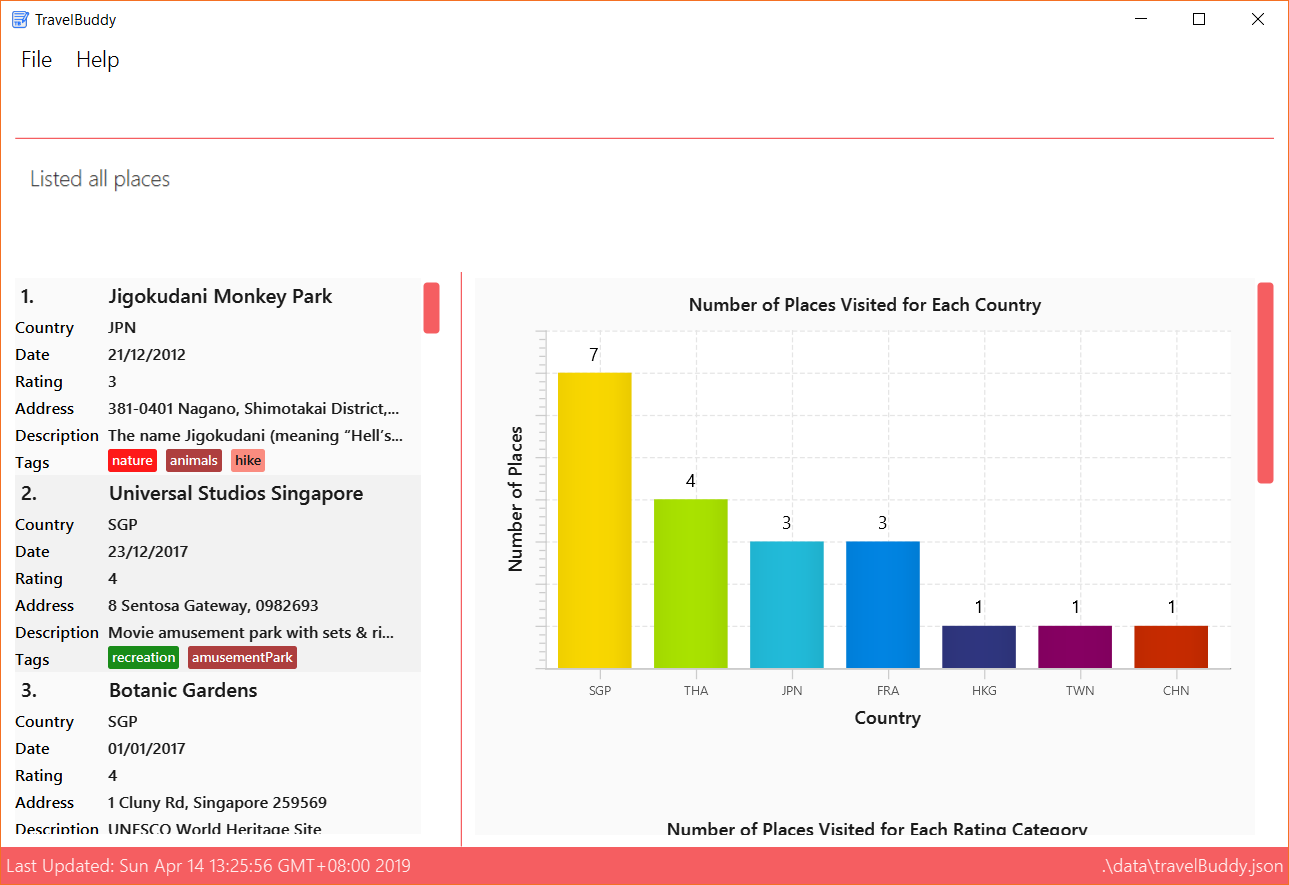 TravelBuddy
File Help
Listed all places
1. Jigokudani Monkey Park
Country JPN
Date 21/12/2012
Rating 3
Address 381-0401 Nagano, Shimotakai District,...
Description The name Jigokudani (meaning “Hell’s...
Tags nature animals hike
2. Universal Studios Singapore
Country SGP
Date 23/12/2017
Rating 4
Address 8 Sentosa Gateway, 0982693
Description Movie amusement park with sets & ri...
Tags recreation amusementPark
3. Botanic Gardens
Country SGP
Date 01/01/2017
Rating 4
Address 1 Cluny Rd, Singapore 259569
Description UNESCO World Heritage Site
Number of Places Visited for Each Country
Number of Places
7
4
3
3
1
1
1
SGP THA JPN FRA HKG TWN CHN
Country
Number of Places Visited for Each Rating Category
Last Updated: Sun Apr 14 13:25:56 GMT+08:00 2019
.\data\travelBuddy.json